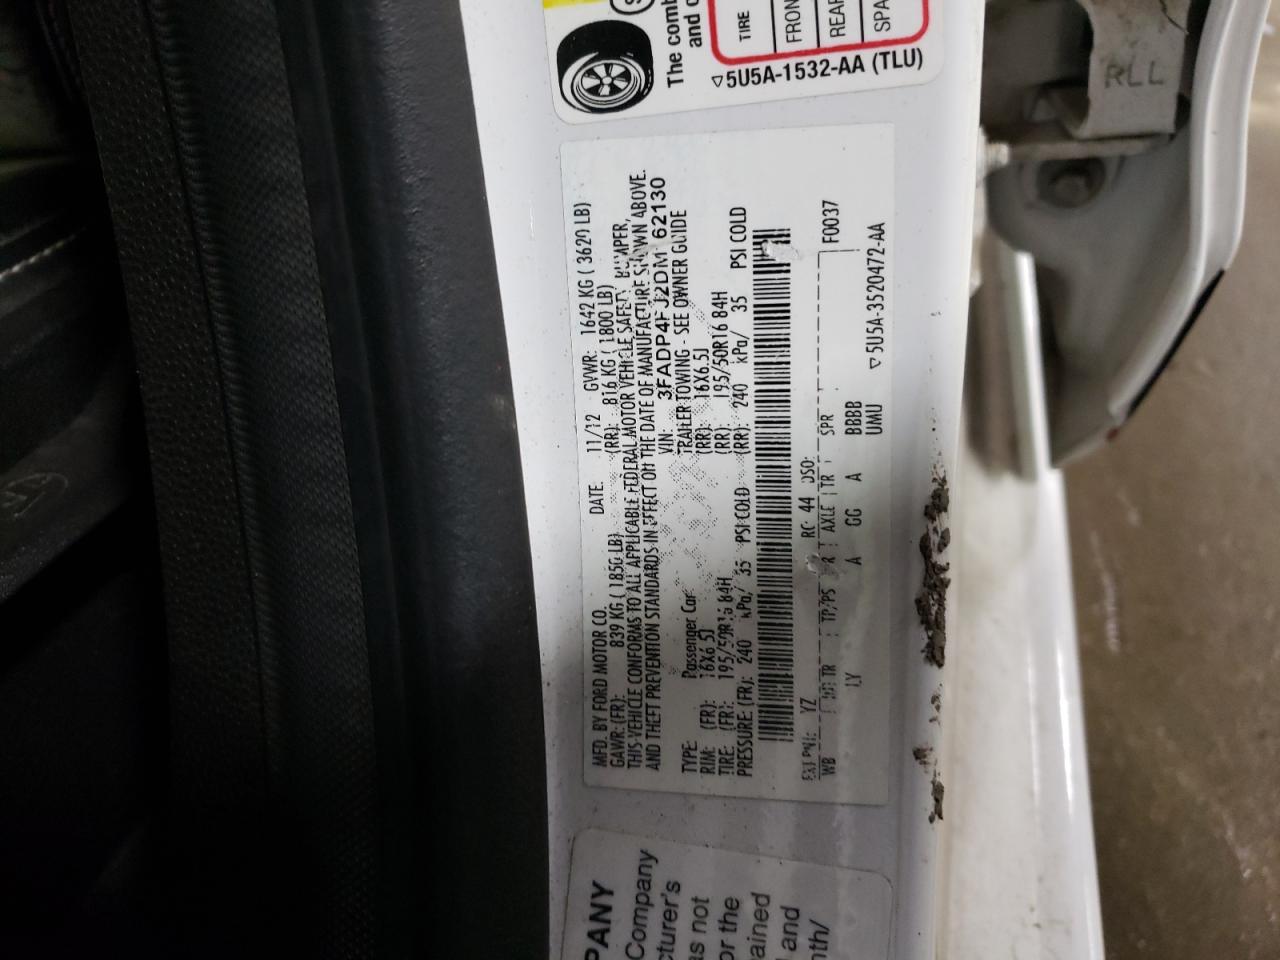 The comb
and c
TIRE
FRON
REAR
SPA
▽5U5A-1532-AA (TLU)
MFD. BY FORD MOTOR CO. DATE: 11/12 GVWR: 1642 KG ( 3620 LB)
GAWR:(FR): 839 KG ( 1850 LB) (RR): 816 KG ( 1800 LB)
THIS VEHICLE CONFORMS TO ALL APPLICABLE FEDERAL MOTOR VEHICLE SAFETY, BUMPER,
AND THEFT PREVENTION STANDARDS IN EFFECT ON THE DATE OF MANUFACTURE SHOWN ABOVE.
VIN: 3FADP4FJ2DM 62130
TYPE: Passenger Car TRAILER TOWING - SEE OWNER GUIDE
RIM: (FR): 16X6.5J (RR): 16X6.5J
TIRE: (FR): 195/50R16 84H (RR): 195/50R16 84H
PRESSURE: (FR): 240 kPa/ 35 PSI COLD (RR): 240 kPa/ 35 PSI COLD
EXT PNT: YZ RC: 44 DSO: F0037
WB INT TR TP/PS R AXLE TR SPR
LY A GG A BBBB
UMU
▽5U5A-3520472-AA
RLL
PANY
Company
cturer's
as not
or the
ained
and
nth/